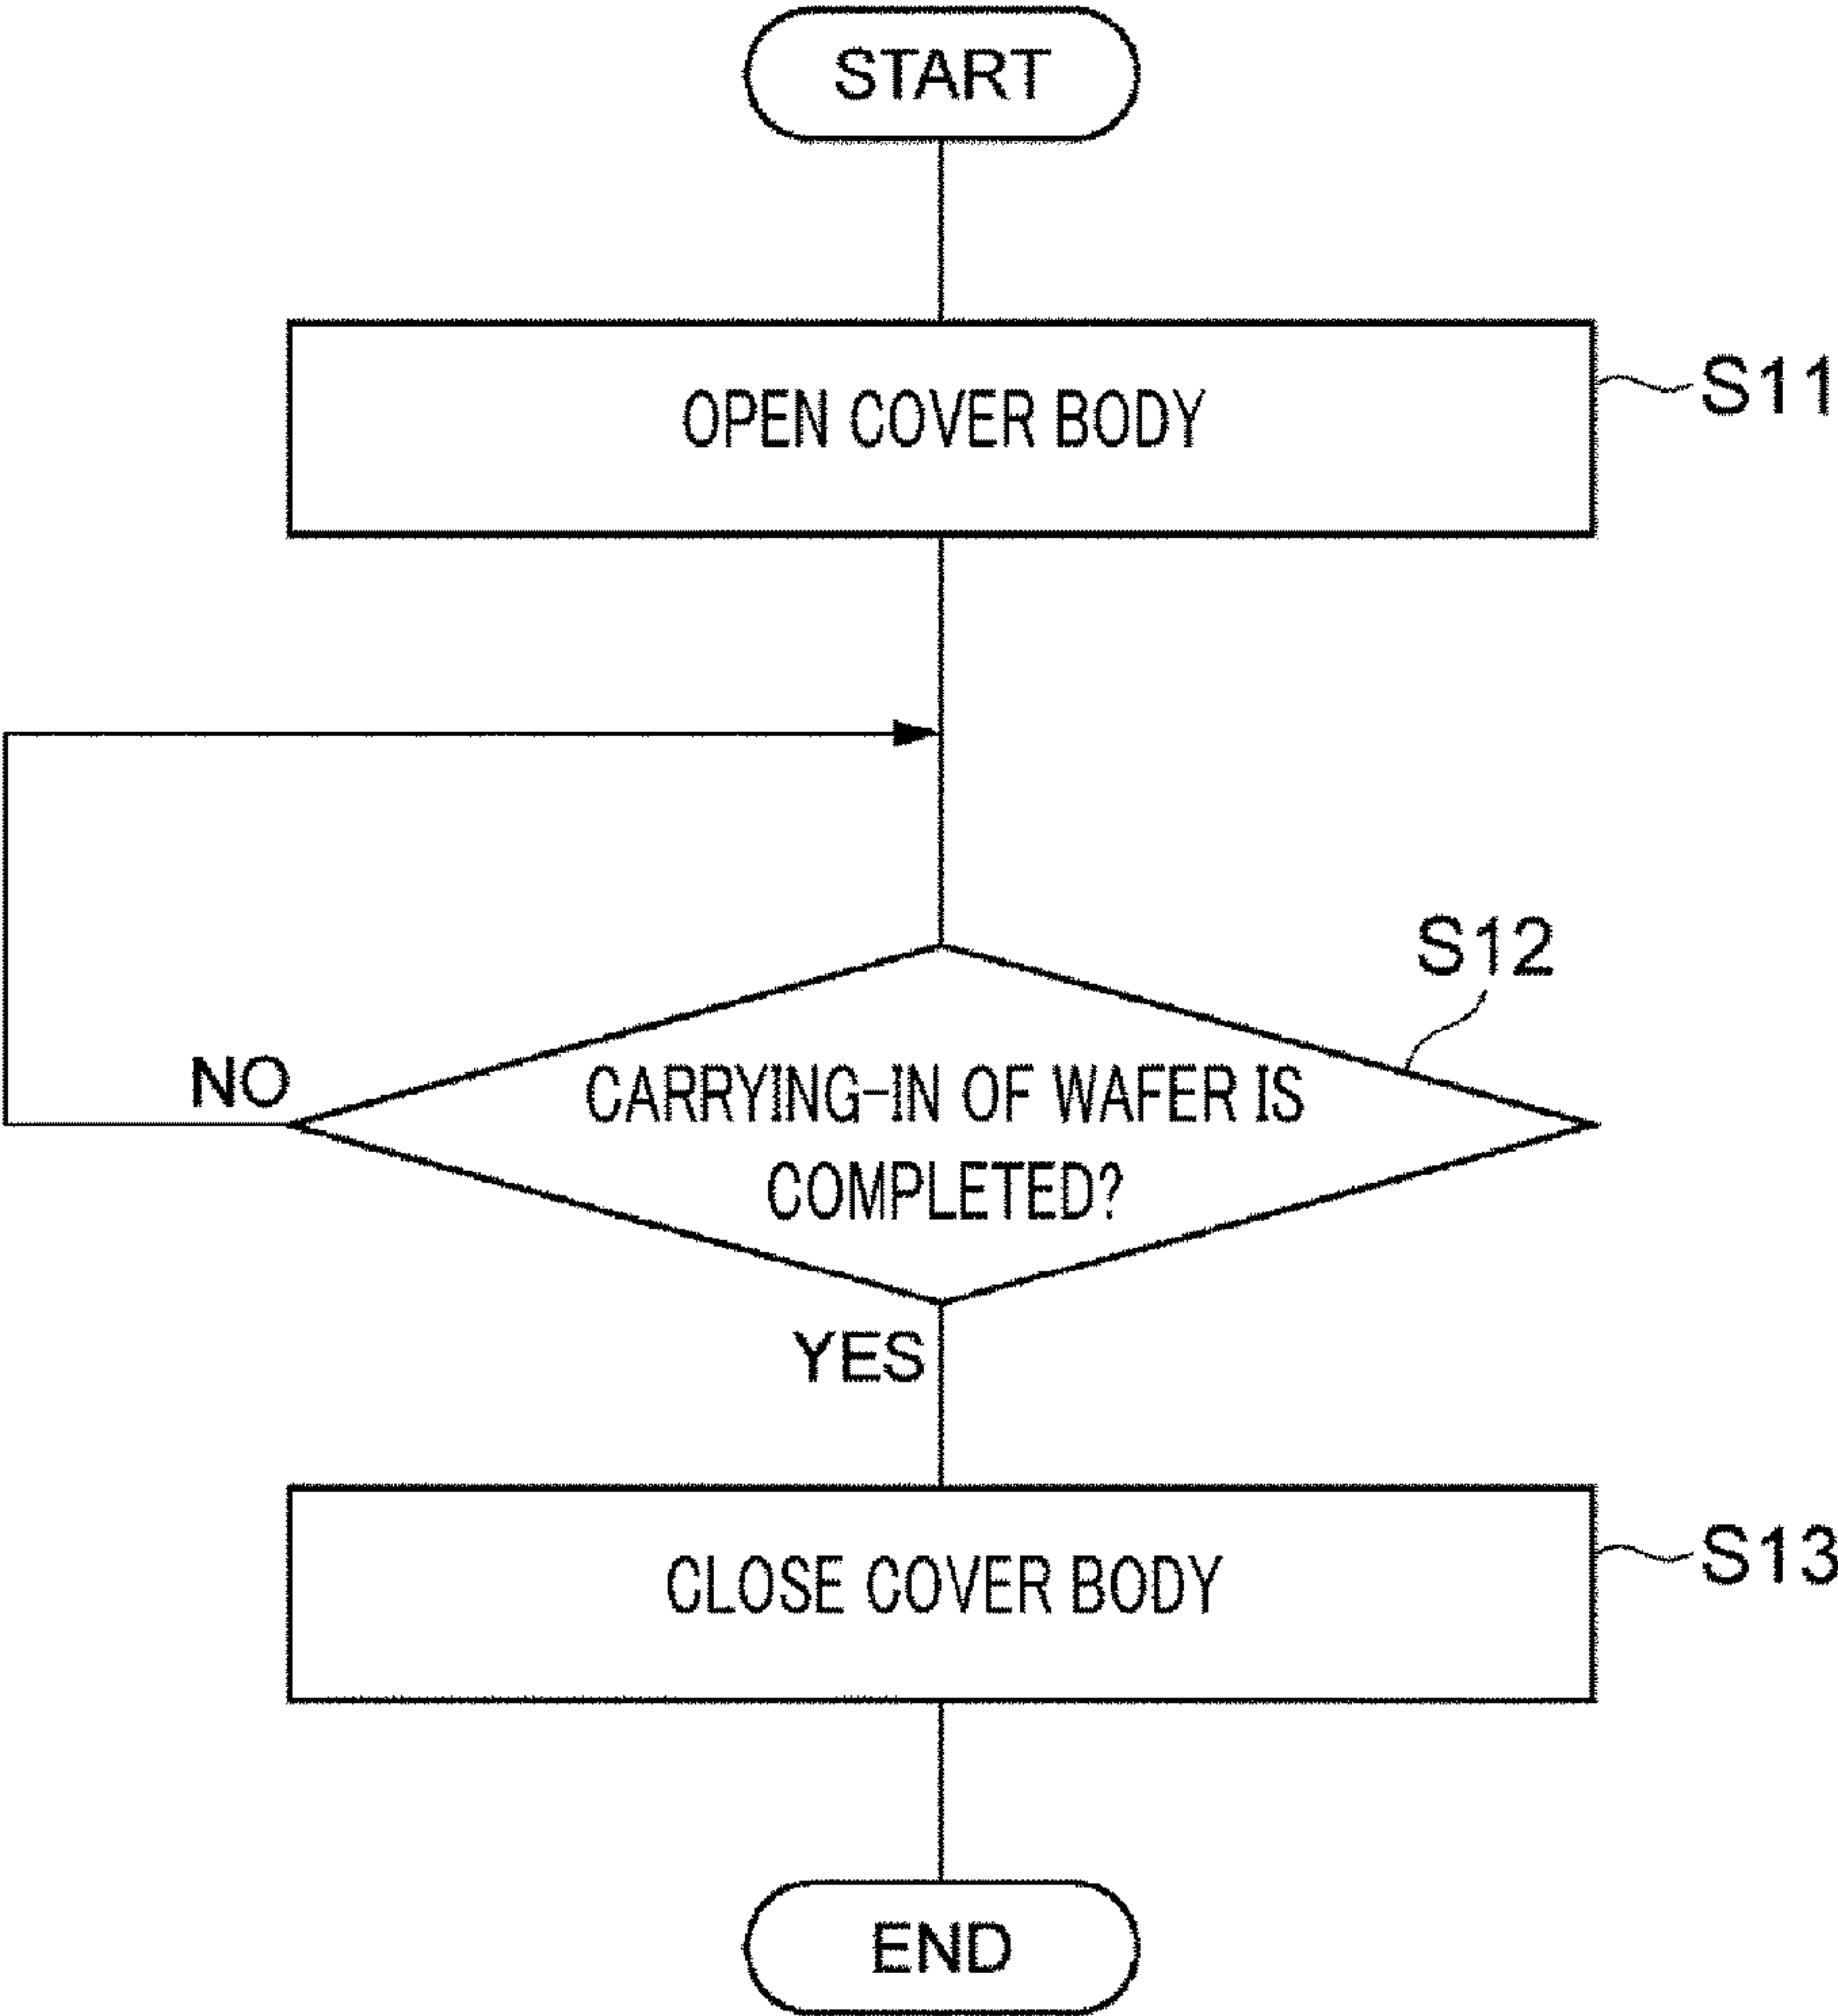 START
OPEN COVER BODY
S11
S12
NO
CARRYING-IN OF WAFER IS
COMPLETED?
YES
CLOSE COVER BODY
S13
END